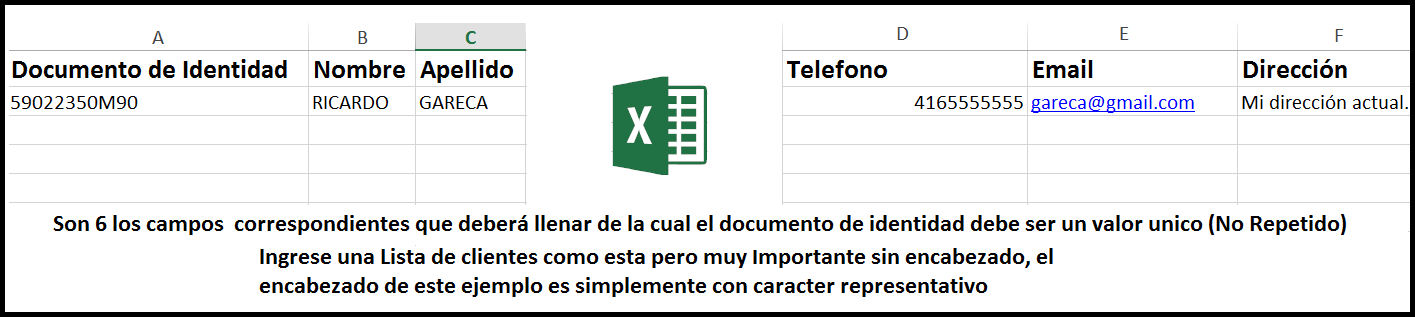 A B C D E F
Documento de Identidad Nombre Apellido Telefono Email Dirección
59022350M90 RICARDO GARECA 4165555555 gareca@gmail.com Mi dirección actual.
X
Son 6 los campos  correspondientes que deberá llenar de la cual el documento de identidad debe ser un valor unico (No Repetido)
Ingrese una Lista de clientes como esta pero muy Importante sin encabezado, el
encabezado de este ejemplo es simplemente con caracter representativo